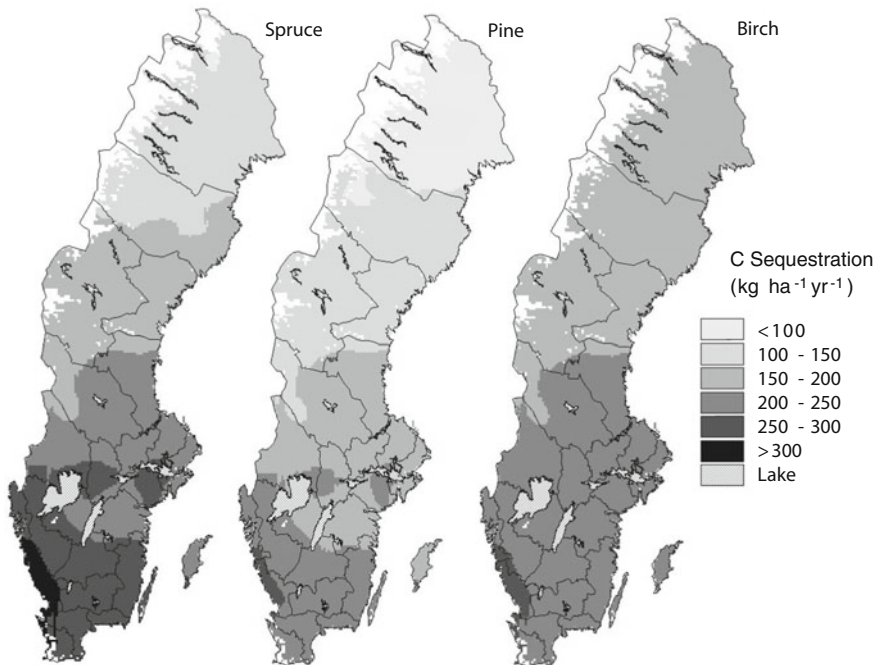 Spruce
Pine
Birch
C Sequestration
(kg ha⁻¹ yr⁻¹)
<100
100 - 150
150 - 200
200 - 250
250 - 300
>300
Lake